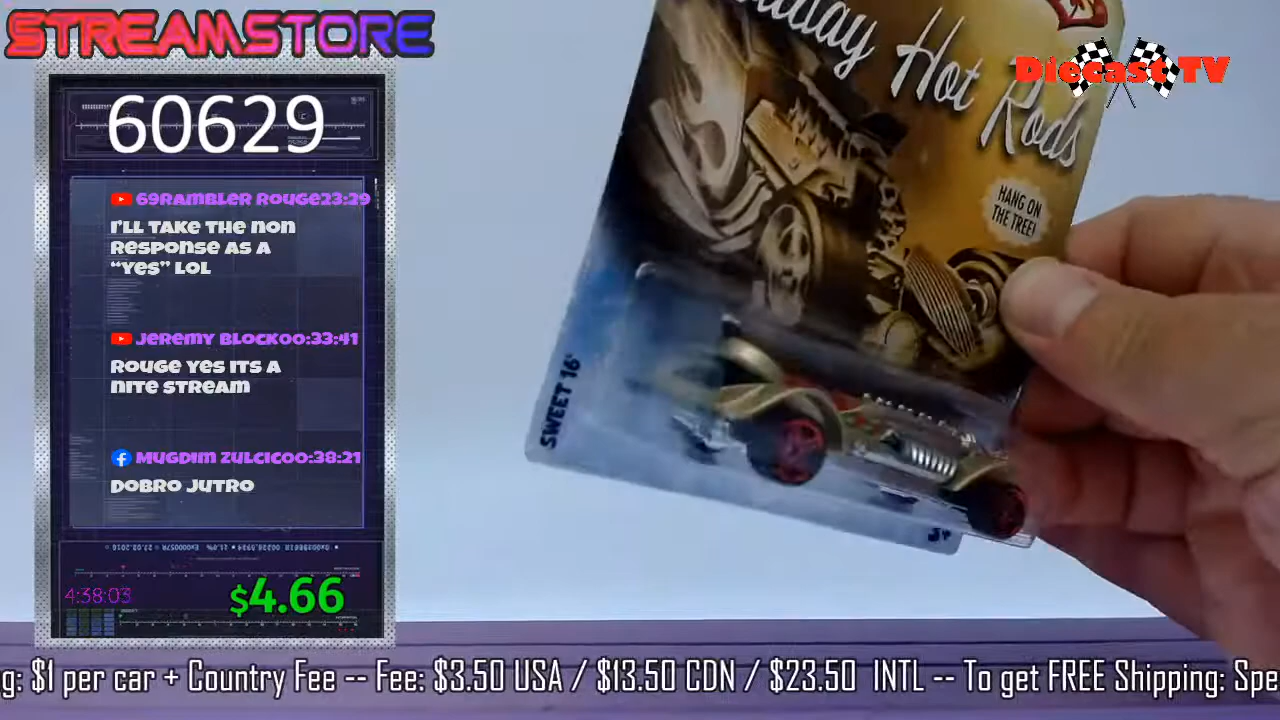 STREAMSTORE
60629
69Rambler Rouge23:29
I'll take the non
response as a
“yes” lol
Jeremy Block00:33:41
Rouge yes its a
nite stream
Mugdim Zulcic00:38:21
Dobro jutro
4:38:03
$4.66
Hot Rods
Diecast TV
HANG ON
THE TREE!
SWEET 16
g: $1 per car + Country Fee -- Fee: $3.50 USA / $13.50 CDN / $23.50 INTL -- To get FREE Shipping: Spe